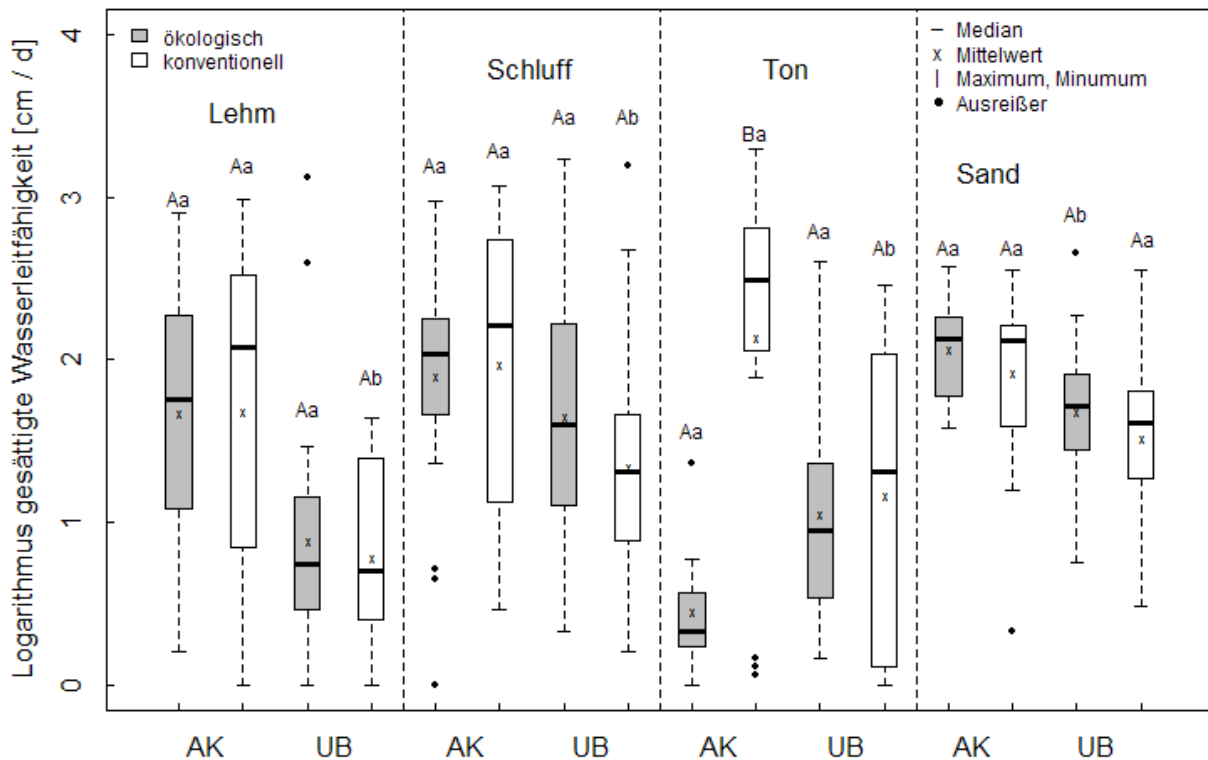 Logarithmus gesättigte Wasserleitfähigkeit [cm / d]
4
3
2
1
0
ökologisch
konventionell
– Median
x Mittelwert
| Maximum, Minumum
• Ausreißer
Lehm
Schluff
Ton
Sand
Aa
Aa
Aa
Ab
Aa
Aa
Aa
Ab
Aa
Ba
Aa
Ab
Aa
Aa
Ab
Aa
AK UB AK UB AK UB AK UB